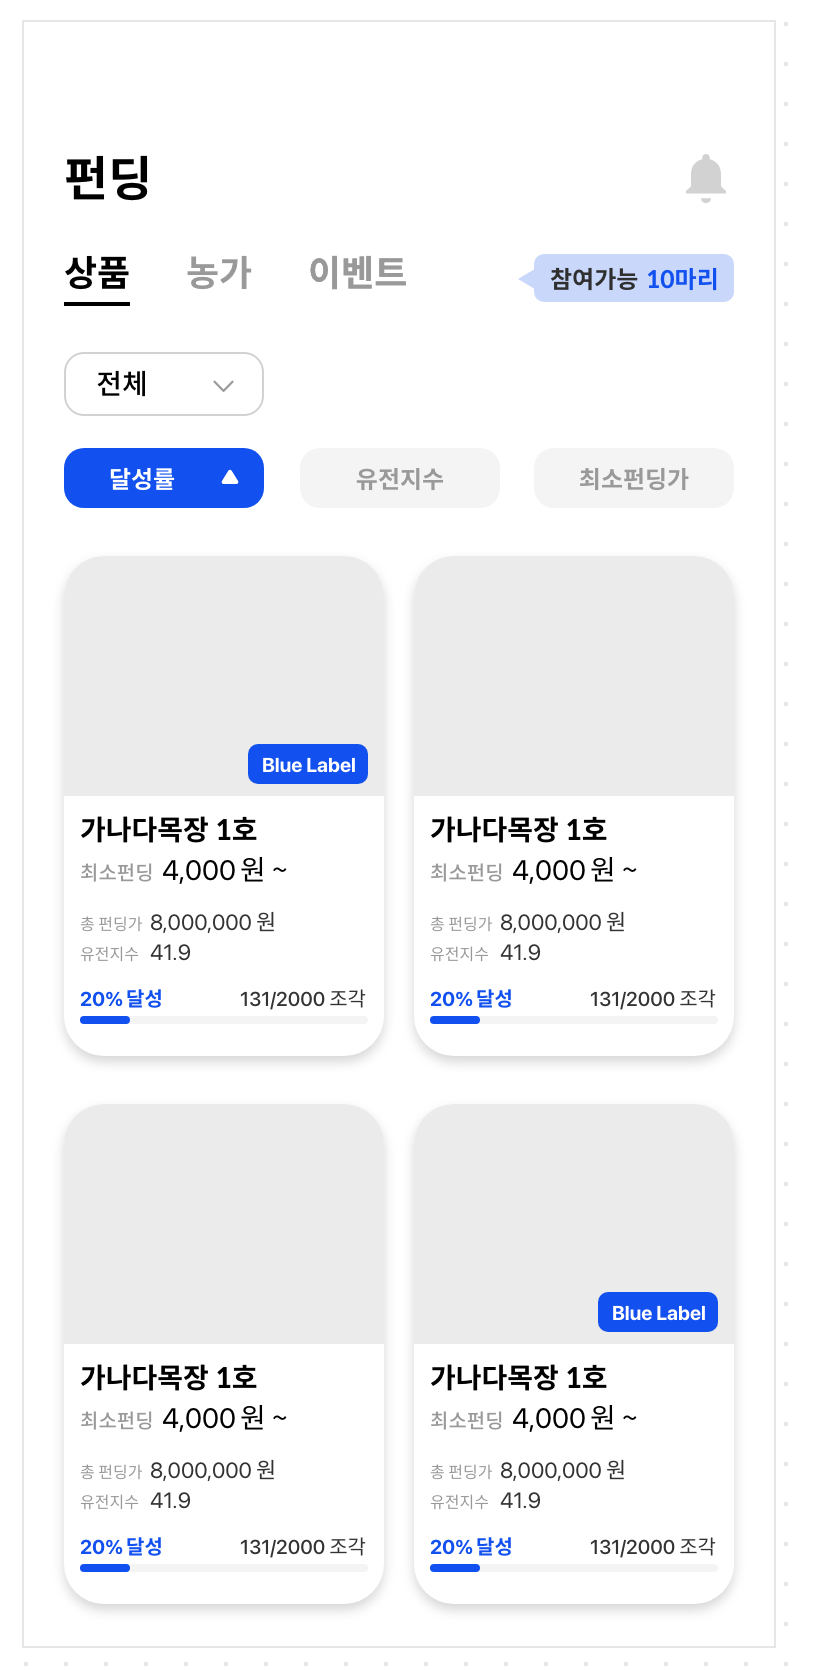 펀딩
상품 농가 이벤트 참여가능 10마리
전체
달성률 유전지수 최소펀딩가
Blue Label
가나다목장 1호
최소펀딩 4,000 원 ~
총 펀딩가 8,000,000 원
유전지수 41.9
20% 달성 131/2000 조각
가나다목장 1호
최소펀딩 4,000 원 ~
총 펀딩가 8,000,000 원
유전지수 41.9
20% 달성 131/2000 조각
가나다목장 1호
최소펀딩 4,000 원 ~
총 펀딩가 8,000,000 원
유전지수 41.9
20% 달성 131/2000 조각
Blue Label
가나다목장 1호
최소펀딩 4,000 원 ~
총 펀딩가 8,000,000 원
유전지수 41.9
20% 달성 131/2000 조각